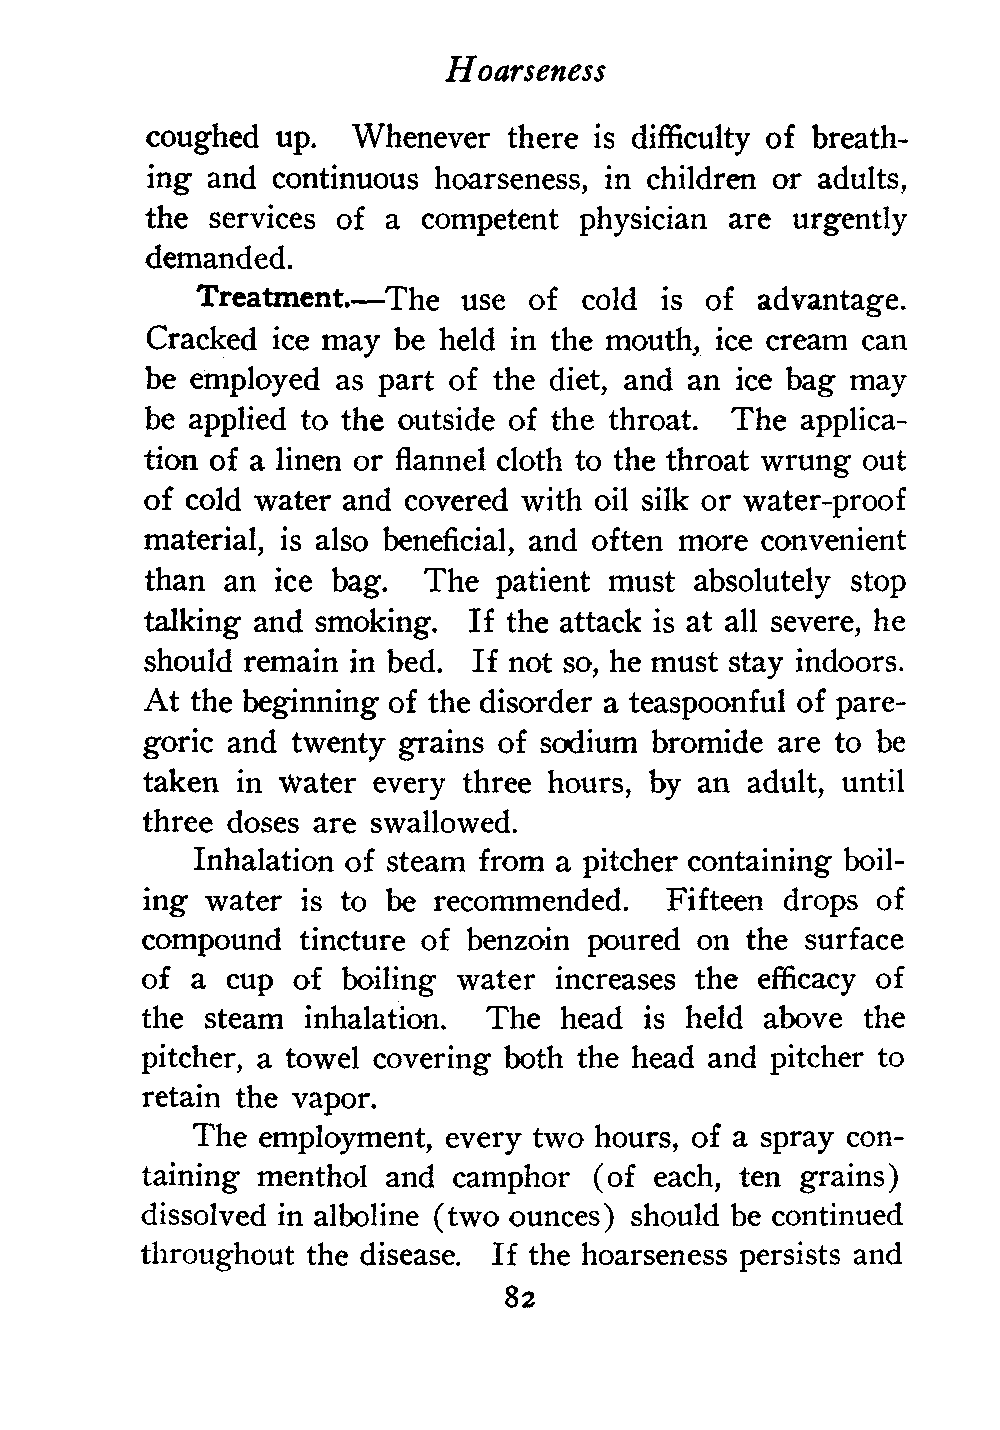 Hoarseness
coughed up. Whenever there is difficulty of breath-
ing and continuous hoarseness, in children or adults,
the services of a competent physician are urgently
demanded.
Treatment.—The use of cold is of advantage.
Cracked ice may be held in the mouth, ice cream can
be employed as part of the diet, and an ice bag may
be applied to the outside of the throat. The applica-
tion of a linen or flannel cloth to the throat wrung out
of cold water and covered with oil silk or water-proof
material, is also beneficial, and often more convenient
than an ice bag. The patient must absolutely stop
talking and smoking. If the attack is at all severe, he
should remain in bed. If not so, he must stay indoors.
At the beginning of the disorder a teaspoonful of pare-
goric and twenty grains of sodium bromide are to be
taken in water every three hours, by an adult, until
three doses are swallowed.
Inhalation of steam from a pitcher containing boil-
ing water is to be recommended. Fifteen drops of
compound tincture of benzoin poured on the surface
of a cup of boiling water increases the efficacy of
the steam inhalation. The head is held above the
pitcher, a towel covering both the head and pitcher to
retain the vapor.
The employment, every two hours, of a spray con-
taining menthol and camphor (of each, ten grains)
dissolved in alboline (two ounces) should be continued
throughout the disease. If the hoarseness persists and
82